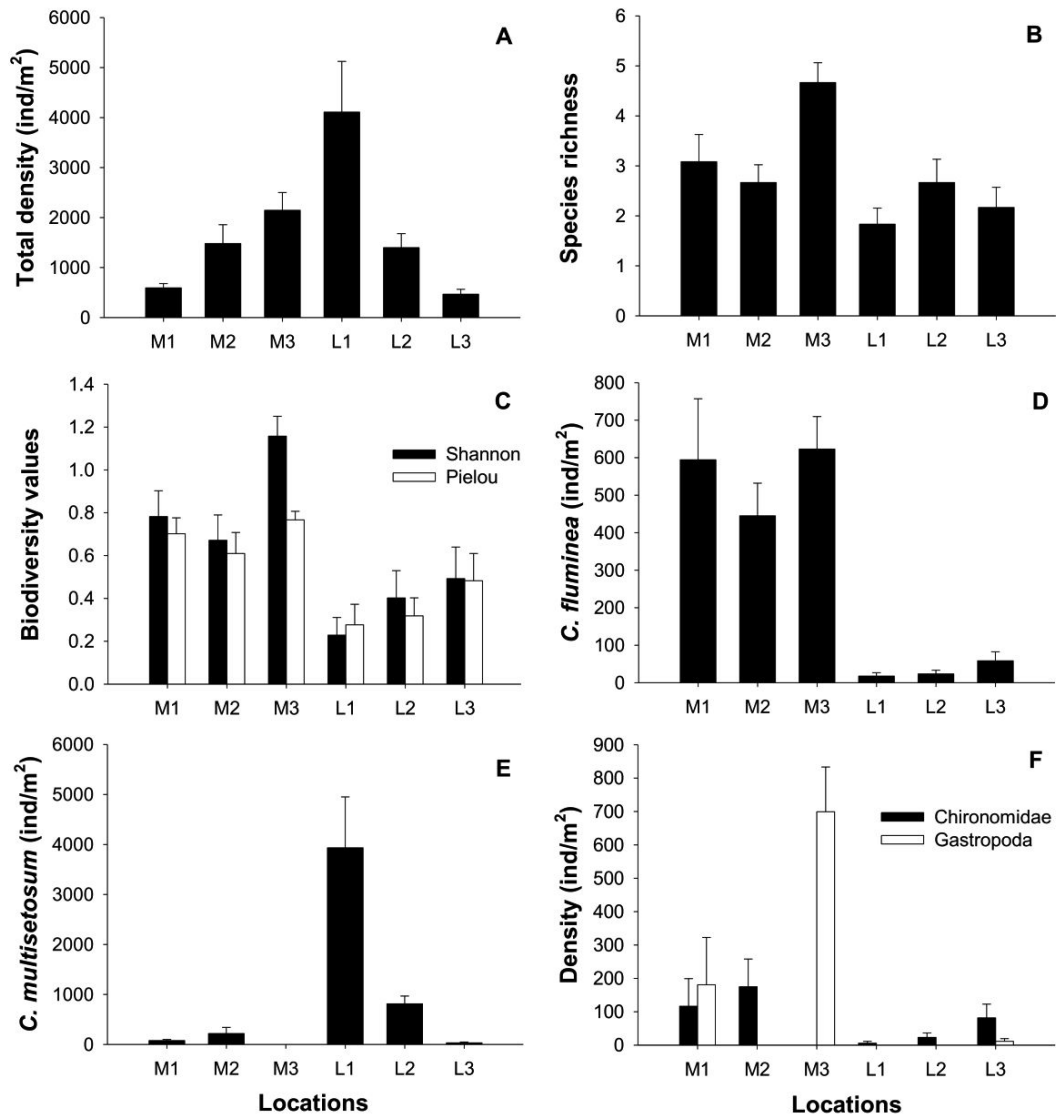 A
Total density (ind/m²)
6000
5000
4000
3000
2000
1000
0
M1 M2 M3 L1 L2 L3
B
Species richness
6
5
4
3
2
1
0
M1 M2 M3 L1 L2 L3
C
Biodiversity values
1.4
1.2
1.0
0.8
0.6
0.4
0.2
0.0
Shannon
Pielou
M1 M2 M3 L1 L2 L3
D
C. fluminea (ind/m²)
800
700
600
500
400
300
200
100
0
M1 M2 M3 L1 L2 L3
E
C. multisetosum (ind/m²)
6000
5000
4000
3000
2000
1000
0
M1 M2 M3 L1 L2 L3
Locations
F
Density (ind/m²)
900
800
700
600
500
400
300
200
100
0
Chironomidae
Gastropoda
M1 M2 M3 L1 L2 L3
Locations